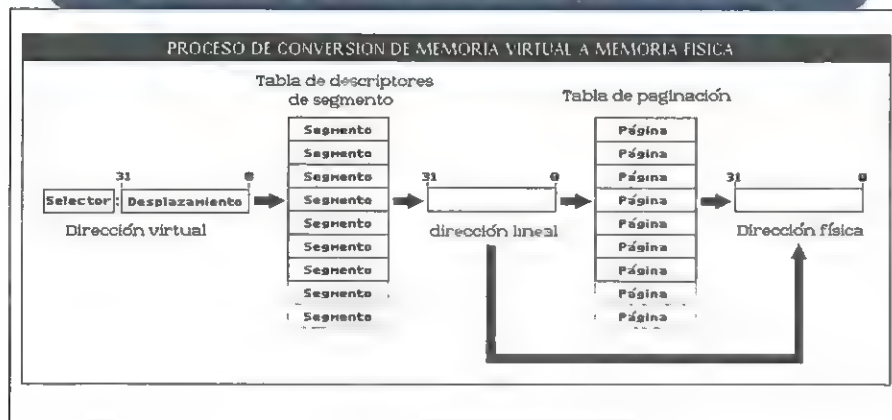 PROCESO DE CONVERSION DE MEMORIA VIRTUAL A MEMORIA FISICA
Tabla de descriptores
de segmento
Tabla de paginación
31 0
Selector : Desplazamiento
Dirección virtual
Segmento
Segmento
Segmento
Segmento
Segmento
Segmento
Segmento
Segmento
Segmento
31 0
dirección lineal
Página
Página
Página
Página
Página
Página
Página
Página
Página
31 0
Dirección física